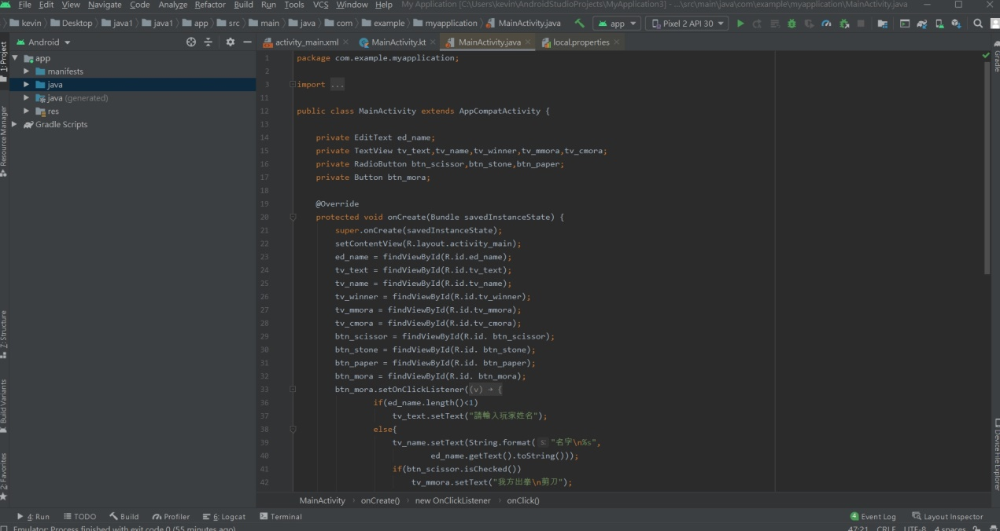 File Edit View Navigate Code Analyze Refactor Build Run Tools VCS Window Help My Application [C:\Users\kevin\AndroidStudioProjects\MyApplication3] - ...\src\main\java\com\example\myapplication\MainActivity.java
kevin Desktop java1 java1 app src main java com example myapplication MainActivity.java app Pixel 2 API 30
Android activity_main.xml MainActivity.kt MainActivity.java local.properties
1: Project
Resource Manager
Z: Structure
Build Variants
2: Favorites
app
manifests
java
java (generated)
res
Gradle Scripts
1 package com.example.myapplication;
2
3 import ...
11
12 public class MainActivity extends AppCompatActivity {
13
14 private EditText ed_name;
15 private TextView tv_text,tv_name,tv_winner,tv_mmora,tv_cmora;
16 private RadioButton btn_scissor,btn_stone,btn_paper;
17 private Button btn_mora;
18
19 @Override
20 protected void onCreate(Bundle savedInstanceState) {
21 super.onCreate(savedInstanceState);
22 setContentView(R.layout.activity_main);
23 ed_name = findViewById(R.id.ed_name);
24 tv_text = findViewById(R.id.tv_text);
25 tv_name = findViewById(R.id.tv_name);
26 tv_winner = findViewById(R.id.tv_winner);
27 tv_mmora = findViewById(R.id.tv_mmora);
28 tv_cmora = findViewById(R.id.tv_cmora);
29 btn_scissor = findViewById(R.id. btn_scissor);
30 btn_stone = findViewById(R.id. btn_stone);
31 btn_paper = findViewById(R.id. btn_paper);
32 btn_mora = findViewById(R.id. btn_mora);
33 btn_mora.setOnClickListener((v) → {
36 if(ed_name.length()<1)
37 tv_text.setText("請輸入玩家姓名");
38 else{
39 tv_name.setText(String.format( s: "名字\n%s",
40 ed_name.getText().toString()));
41 if(btn_scissor.isChecked())
42 tv_mmora.setText("我方出拳\n剪刀");
Gradle
Device File Explorer
MainActivity › onCreate() › new OnClickListener › onClick()
4: Run TODO Build Profiler 6: Logcat Terminal 4 Event Log Layout Inspector
Emulator: Process finished with exit code 0 (55 minutes ago) 47:21 CRLF UTF-8 4 spaces